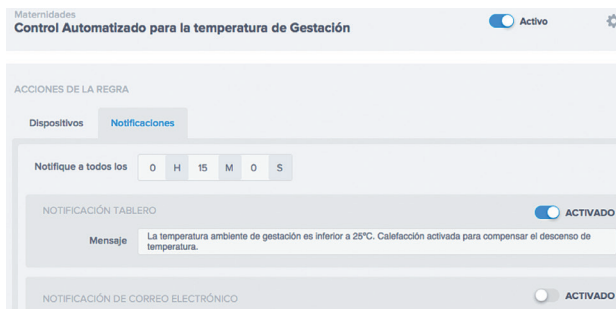 Maternidades
Control Automatizado para la temperatura de Gestación
Activo
ACCIONES DE LA REGRA
Dispositivos Notificaciones
Notifique a todos los 0 H 15 M 0 S
NOTIFICACIÓN TABLERO ACTIVADO
Mensaje La temperatura ambiente de gestación es inferior a 25°C. Calefacción activada para compensar el descenso de
temperatura.
NOTIFICACIÓN DE CORREO ELECTRÓNICO ACTIVADO